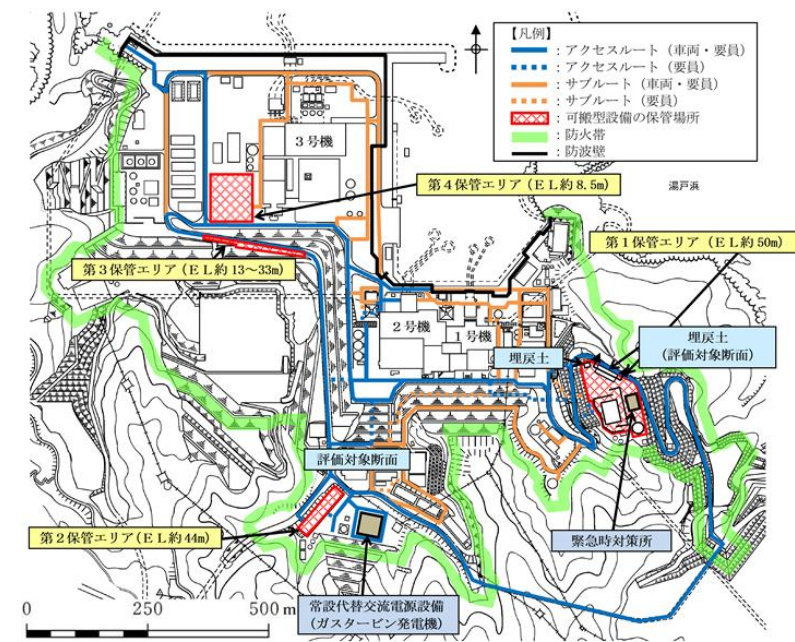 【凡例】
：アクセスルート（車両・要員）
：アクセスルート（要員）
：サブルート（車両・要員）
：サブルート（要員）
：可搬型設備の保管場所
：防火帯
：防波壁
3号機
第4保管エリア（EL約8.5m）
湯戸浜
第1保管エリア（EL約50m）
第3保管エリア（EL約13～33m）
2号機
1号機
埋戻土
埋戻土
（評価対象断面）
評価対象断面
第2保管エリア（EL約44m）
緊急時対策所
常設代替交流電源設備
（ガスタービン発電機）
0 250 500 m